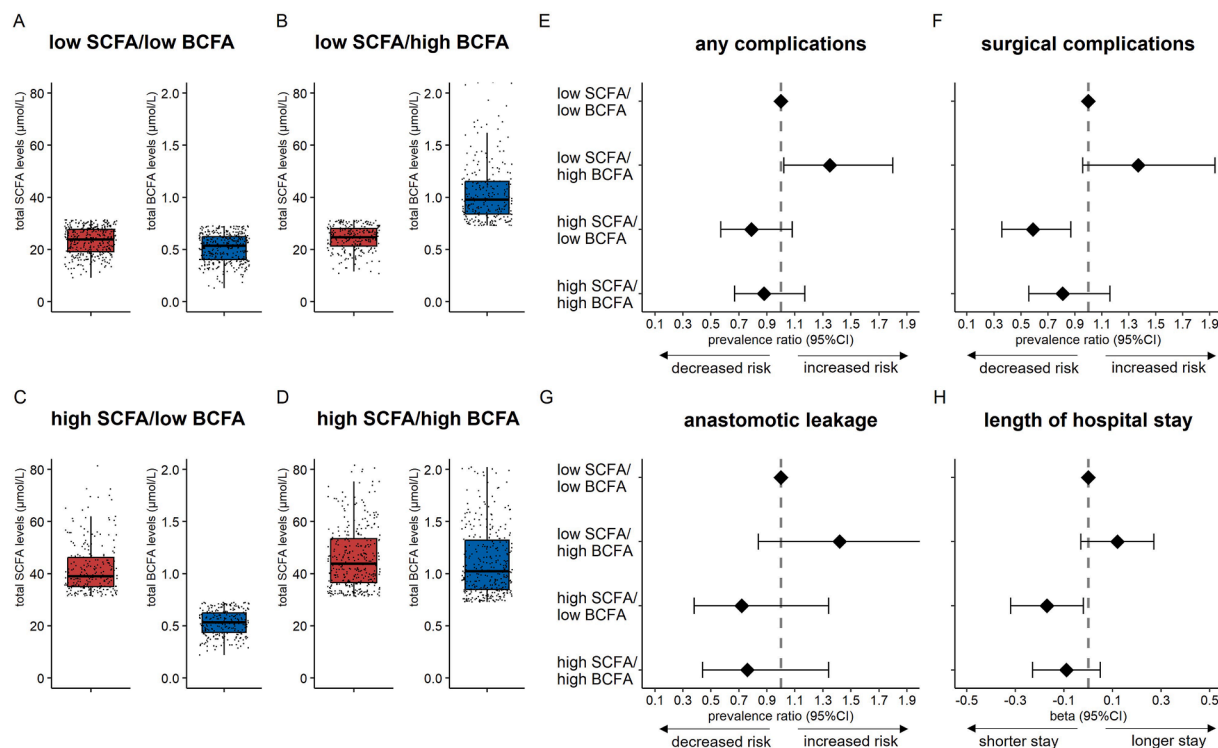 A
low SCFA/low BCFA
total SCFA levels (µmol/L)
80
60
40
20
0
total BCFA levels (µmol/L)
2.0
1.5
1.0
0.5
0.0
B
low SCFA/high BCFA
total SCFA levels (µmol/L)
80
60
40
20
0
total BCFA levels (µmol/L)
2.0
1.5
1.0
0.5
0.0
E
any complications
low SCFA/
low BCFA
low SCFA/
high BCFA
high SCFA/
low BCFA
high SCFA/
high BCFA
0.1 0.3 0.5 0.7 0.9 1.1 1.3 1.5 1.7 1.9
prevalence ratio (95%CI)
decreased risk increased risk
F
surgical complications
0.1 0.3 0.5 0.7 0.9 1.1 1.3 1.5 1.7 1.9
prevalence ratio (95%CI)
decreased risk increased risk
C
high SCFA/low BCFA
total SCFA levels (µmol/L)
80
60
40
20
0
total BCFA levels (µmol/L)
2.0
1.5
1.0
0.5
0.0
D
high SCFA/high BCFA
total SCFA levels (µmol/L)
80
60
40
20
0
total BCFA levels (µmol/L)
2.0
1.5
1.0
0.5
0.0
G
anastomotic leakage
low SCFA/
low BCFA
low SCFA/
high BCFA
high SCFA/
low BCFA
high SCFA/
high BCFA
0.1 0.3 0.5 0.7 0.9 1.1 1.3 1.5 1.7 1.9
prevalence ratio (95%CI)
decreased risk increased risk
H
length of hospital stay
-0.5 -0.3 -0.1 0.1 0.3 0.5
beta (95%CI)
shorter stay longer stay